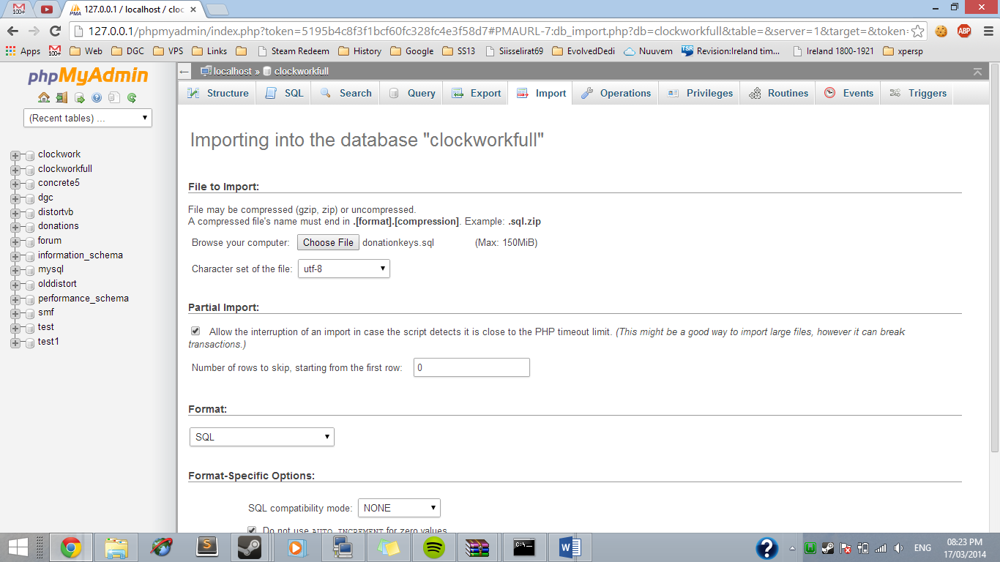 100+
127.0.0.1 / localhost / cloc
127.0.0.1/phpmyadmin/index.php?token=5195b4c8f3f1bcf60fc328fc4e3f58d7#PMAURL-7:db_import.php?db=clockworkfull&table=&server=1&target=&token=
ABP
Apps 100+ Web DGC VPS Links Steam Redeem History Google SS13 Siisselirat69 EvolvedDedi Nuuvem TSR Revision:Ireland tim... Ireland 1800-1921 xpersp
phpMyAdmin
(Recent tables) ...
clockwork
clockworkfull
concrete5
dgc
distortvb
donations
forum
information_schema
mysql
olddistort
performance_schema
smf
test
test1
localhost » clockworkfull
Structure SQL Search Query Export Import Operations Privileges Routines Events Triggers
Importing into the database "clockworkfull"
File to Import:
File may be compressed (gzip, zip) or uncompressed.
A compressed file's name must end in .[format].[compression]. Example: .sql.zip
Browse your computer: Choose File donationkeys.sql (Max: 150MiB)
Character set of the file: utf-8
Partial Import:
Allow the interruption of an import in case the script detects it is close to the PHP timeout limit. (This might be a good way to import large files, however it can break
transactions.)
Number of rows to skip, starting from the first row: 0
Format:
SQL
Format-Specific Options:
SQL compatibility mode: NONE
Do not use AUTO_INCREMENT for zero values
ENG
08:23 PM
17/03/2014